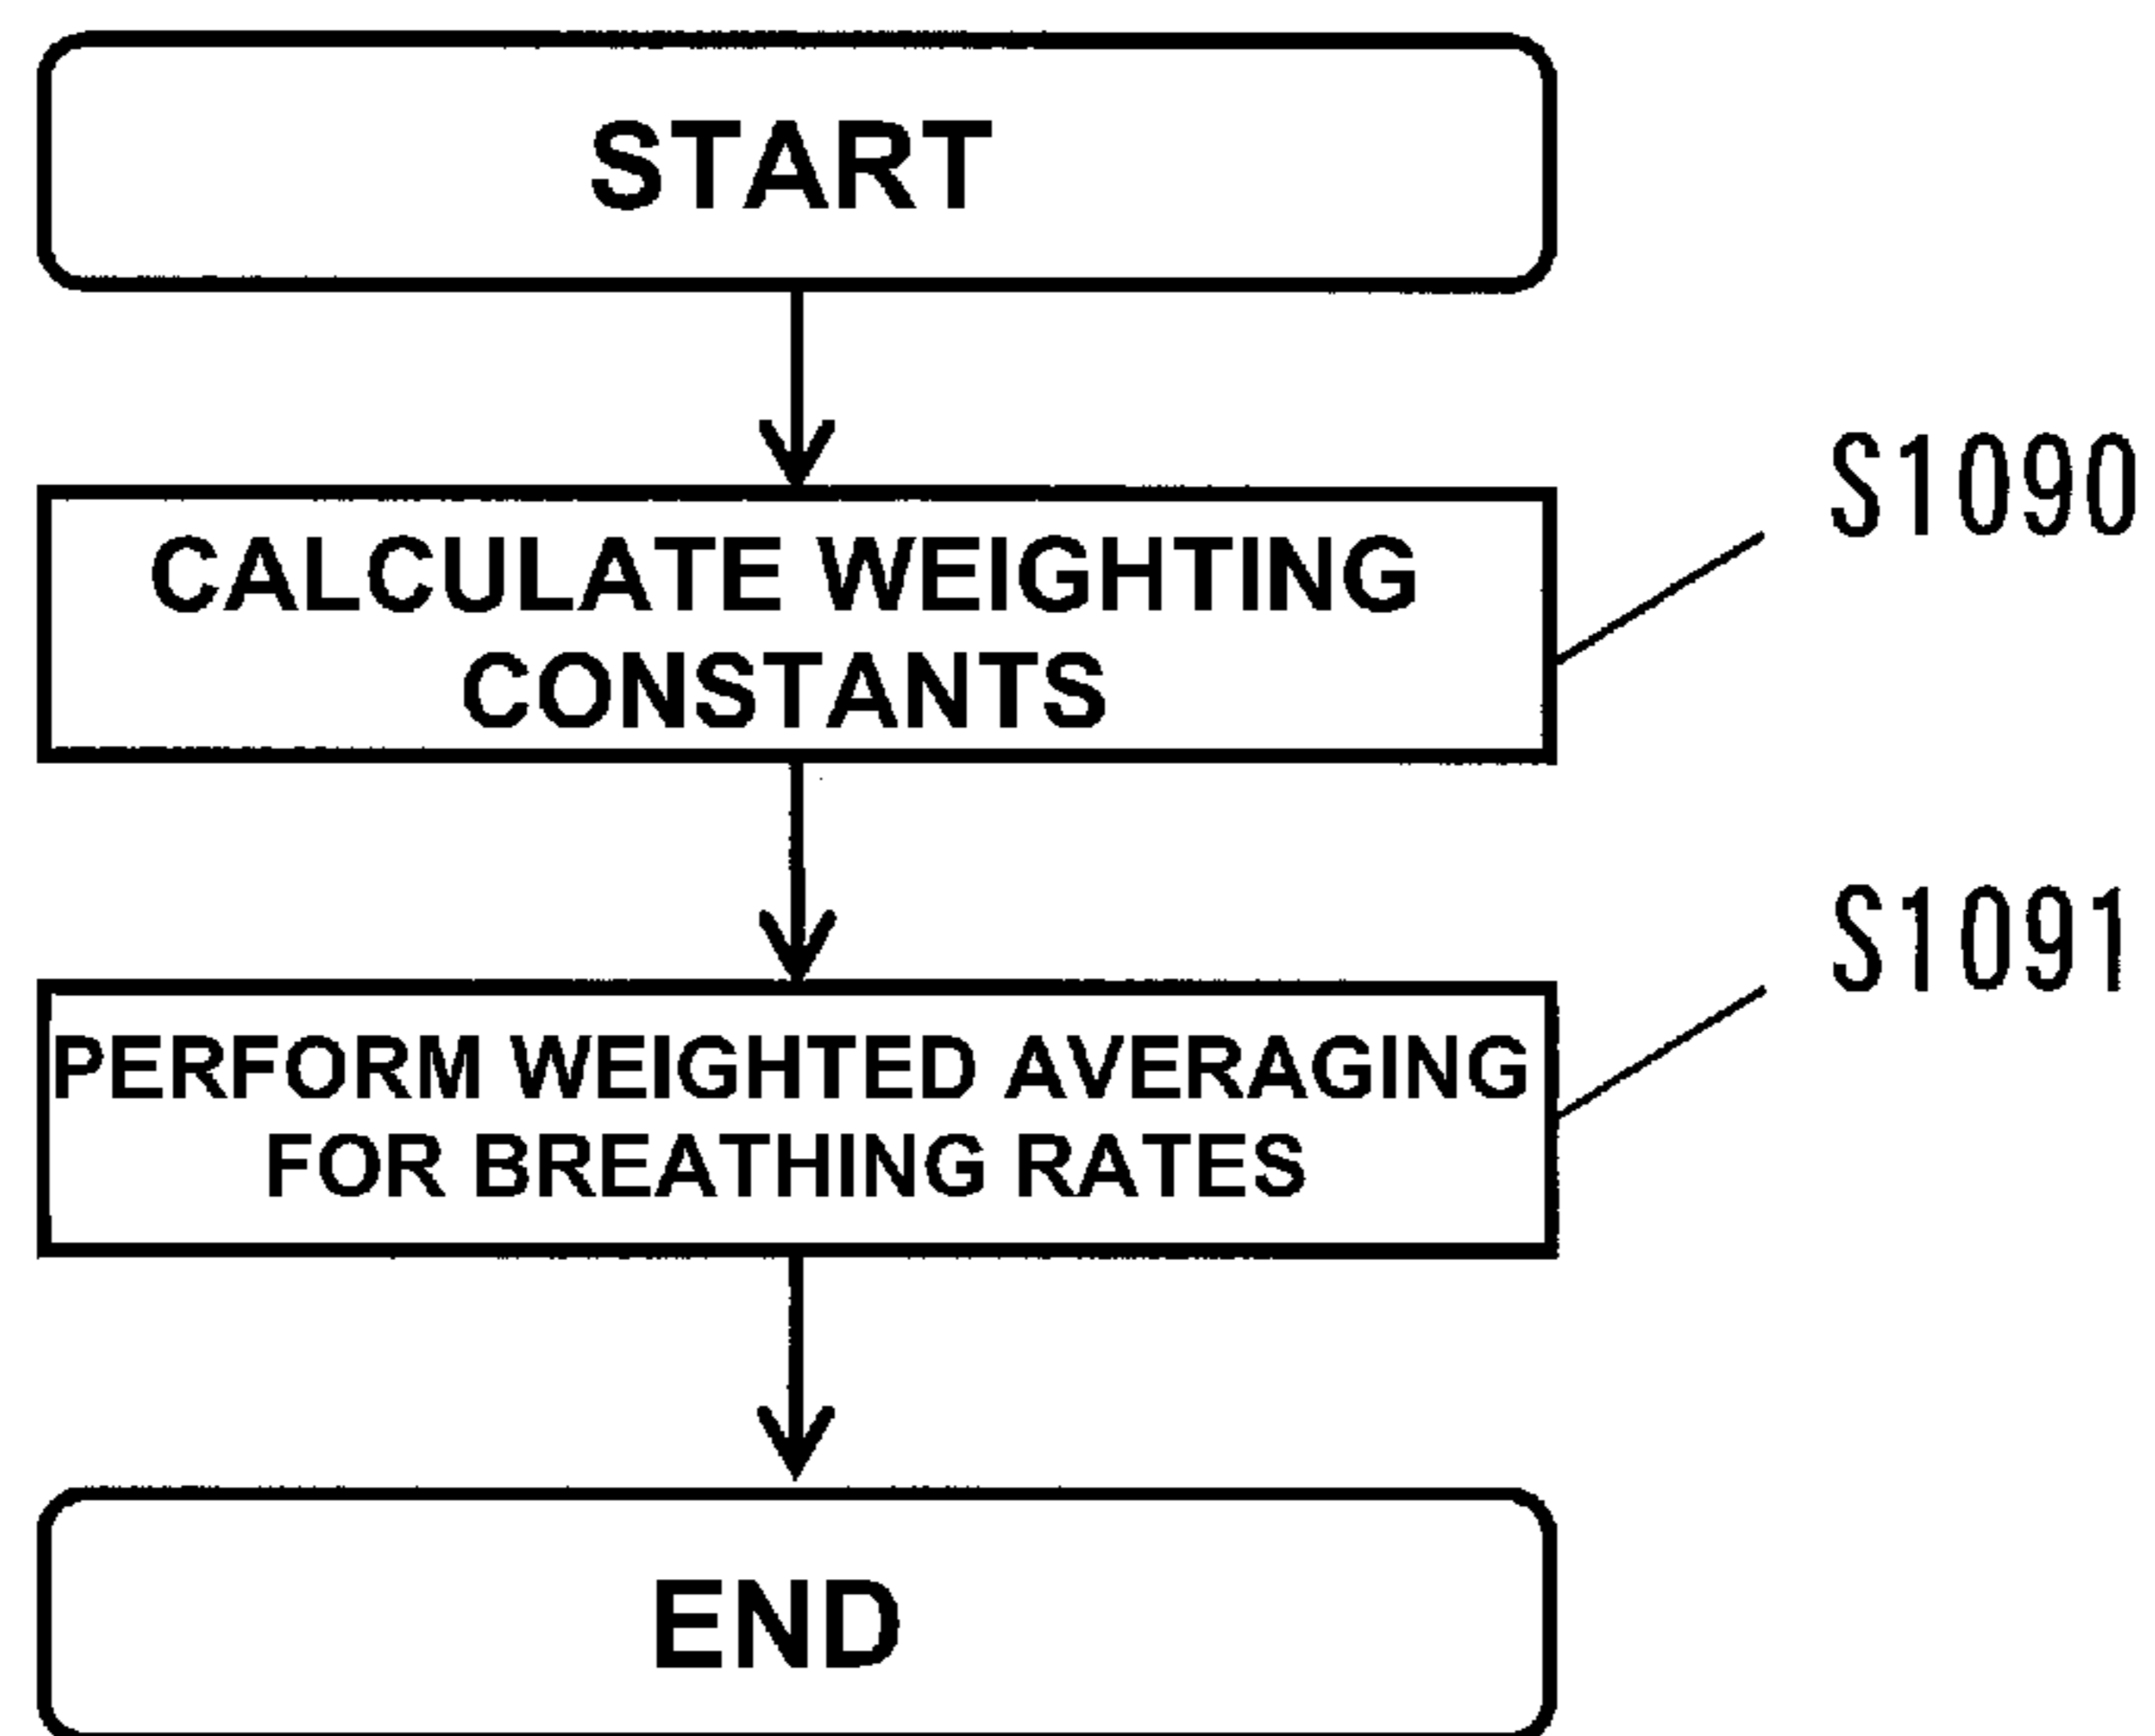 START
S1090
CALCULATE WEIGHTING
CONSTANTS
S1091
PERFORM WEIGHTED AVERAGING
FOR BREATHING RATES
END